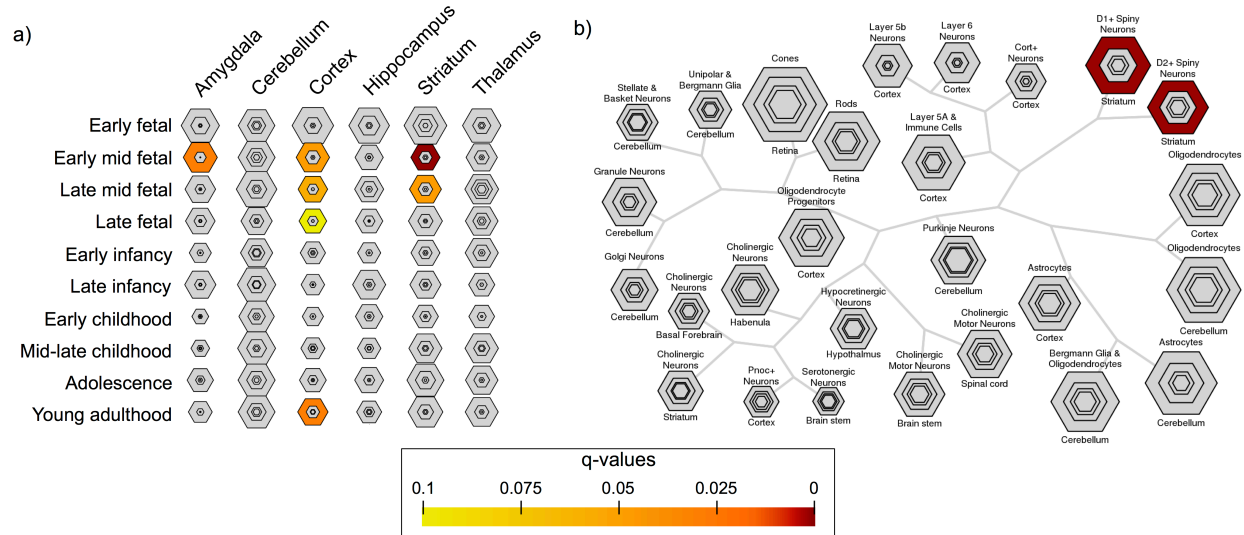 a)
Amygdala
Cerebellum
Cortex
Hippocampus
Striatum
Thalamus
Early fetal
Early mid fetal
Late mid fetal
Late fetal
Early infancy
Late infancy
Early childhood
Mid-late childhood
Adolescence
Young adulthood
b)
Stellate &
Basket Neurons
Cerebellum
Unipolar &
Bergmann Glia
Cerebellum
Cones
Retina
Rods
Retina
Layer 5b
Neurons
Cortex
Layer 6
Neurons
Cortex
Cort+
Neurons
Cortex
D1+ Spiny
Neurons
Striatum
D2+ Spiny
Neurons
Striatum
Layer 5A &
Immune Cells
Cortex
Granule Neurons
Cerebellum
Oligodendrocyte
Progenitors
Cortex
Oligodendrocytes
Cortex
Golgi Neurons
Cerebellum
Cholinergic
Neurons
Basal Forebrain
Cholinergic
Neurons
Habenula
Hypocretinergic
Neurons
Hypothalmus
Purkinje Neurons
Cerebellum
Astrocytes
Cortex
Oligodendrocytes
Cerebellum
Cholinergic
Neurons
Striatum
Pnoc+
Neurons
Cortex
Serotonergic
Neurons
Brain stem
Cholinergic
Motor Neurons
Brain stem
Cholinergic
Motor Neurons
Spinal cord
Bergmann Glia &
Oligodendrocytes
Cerebellum
Astrocytes
Cerebellum
q-values
0.1 0.075 0.05 0.025 0